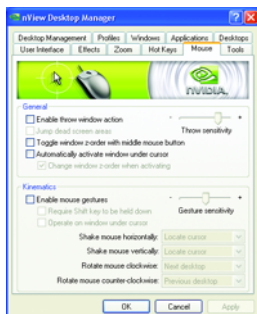 nView Desktop Manager
Desktop Management Profiles Windows Applications Desktops
User Interface Effects Zoom Hot Keys Mouse Tools
NVIDIA.
General
Enable throw window action
- +
Jump dead screen areas
Throw sensitivity
Toggle window z-order with middle mouse button
Automatically activate window under cursor
Change window z-order when activating
Kinematics
Enable mouse gestures
- +
Require Shift key to be held down
Gesture sensitivity
Operate on window under cursor
Shake mouse horizontally: Locate cursor
Shake mouse vertically: Locate cursor
Rotate mouse clockwise: Next desktop
Rotate mouse counter-clockwise: Previous desktop
OK Cancel Apply